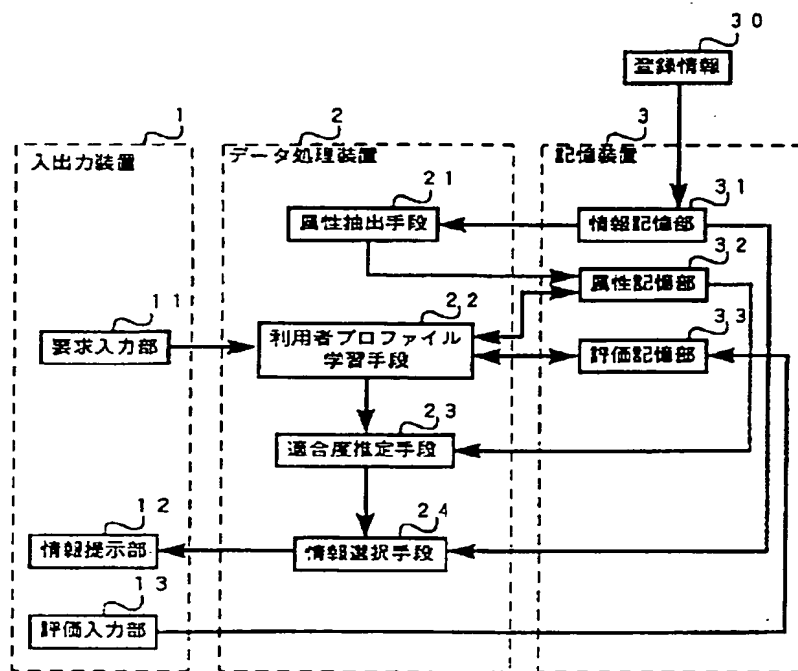 30
登録情報
1
2
3
入出力装置
データ処理装置
記憶装置
21
31
属性抽出手段
情報記憶部
32
属性記憶部
11
22
33
要求入力部
利用者プロファイル
学習手段
評価記憶部
23
適合度推定手段
12
24
情報提示部
情報選択手段
13
評価入力部